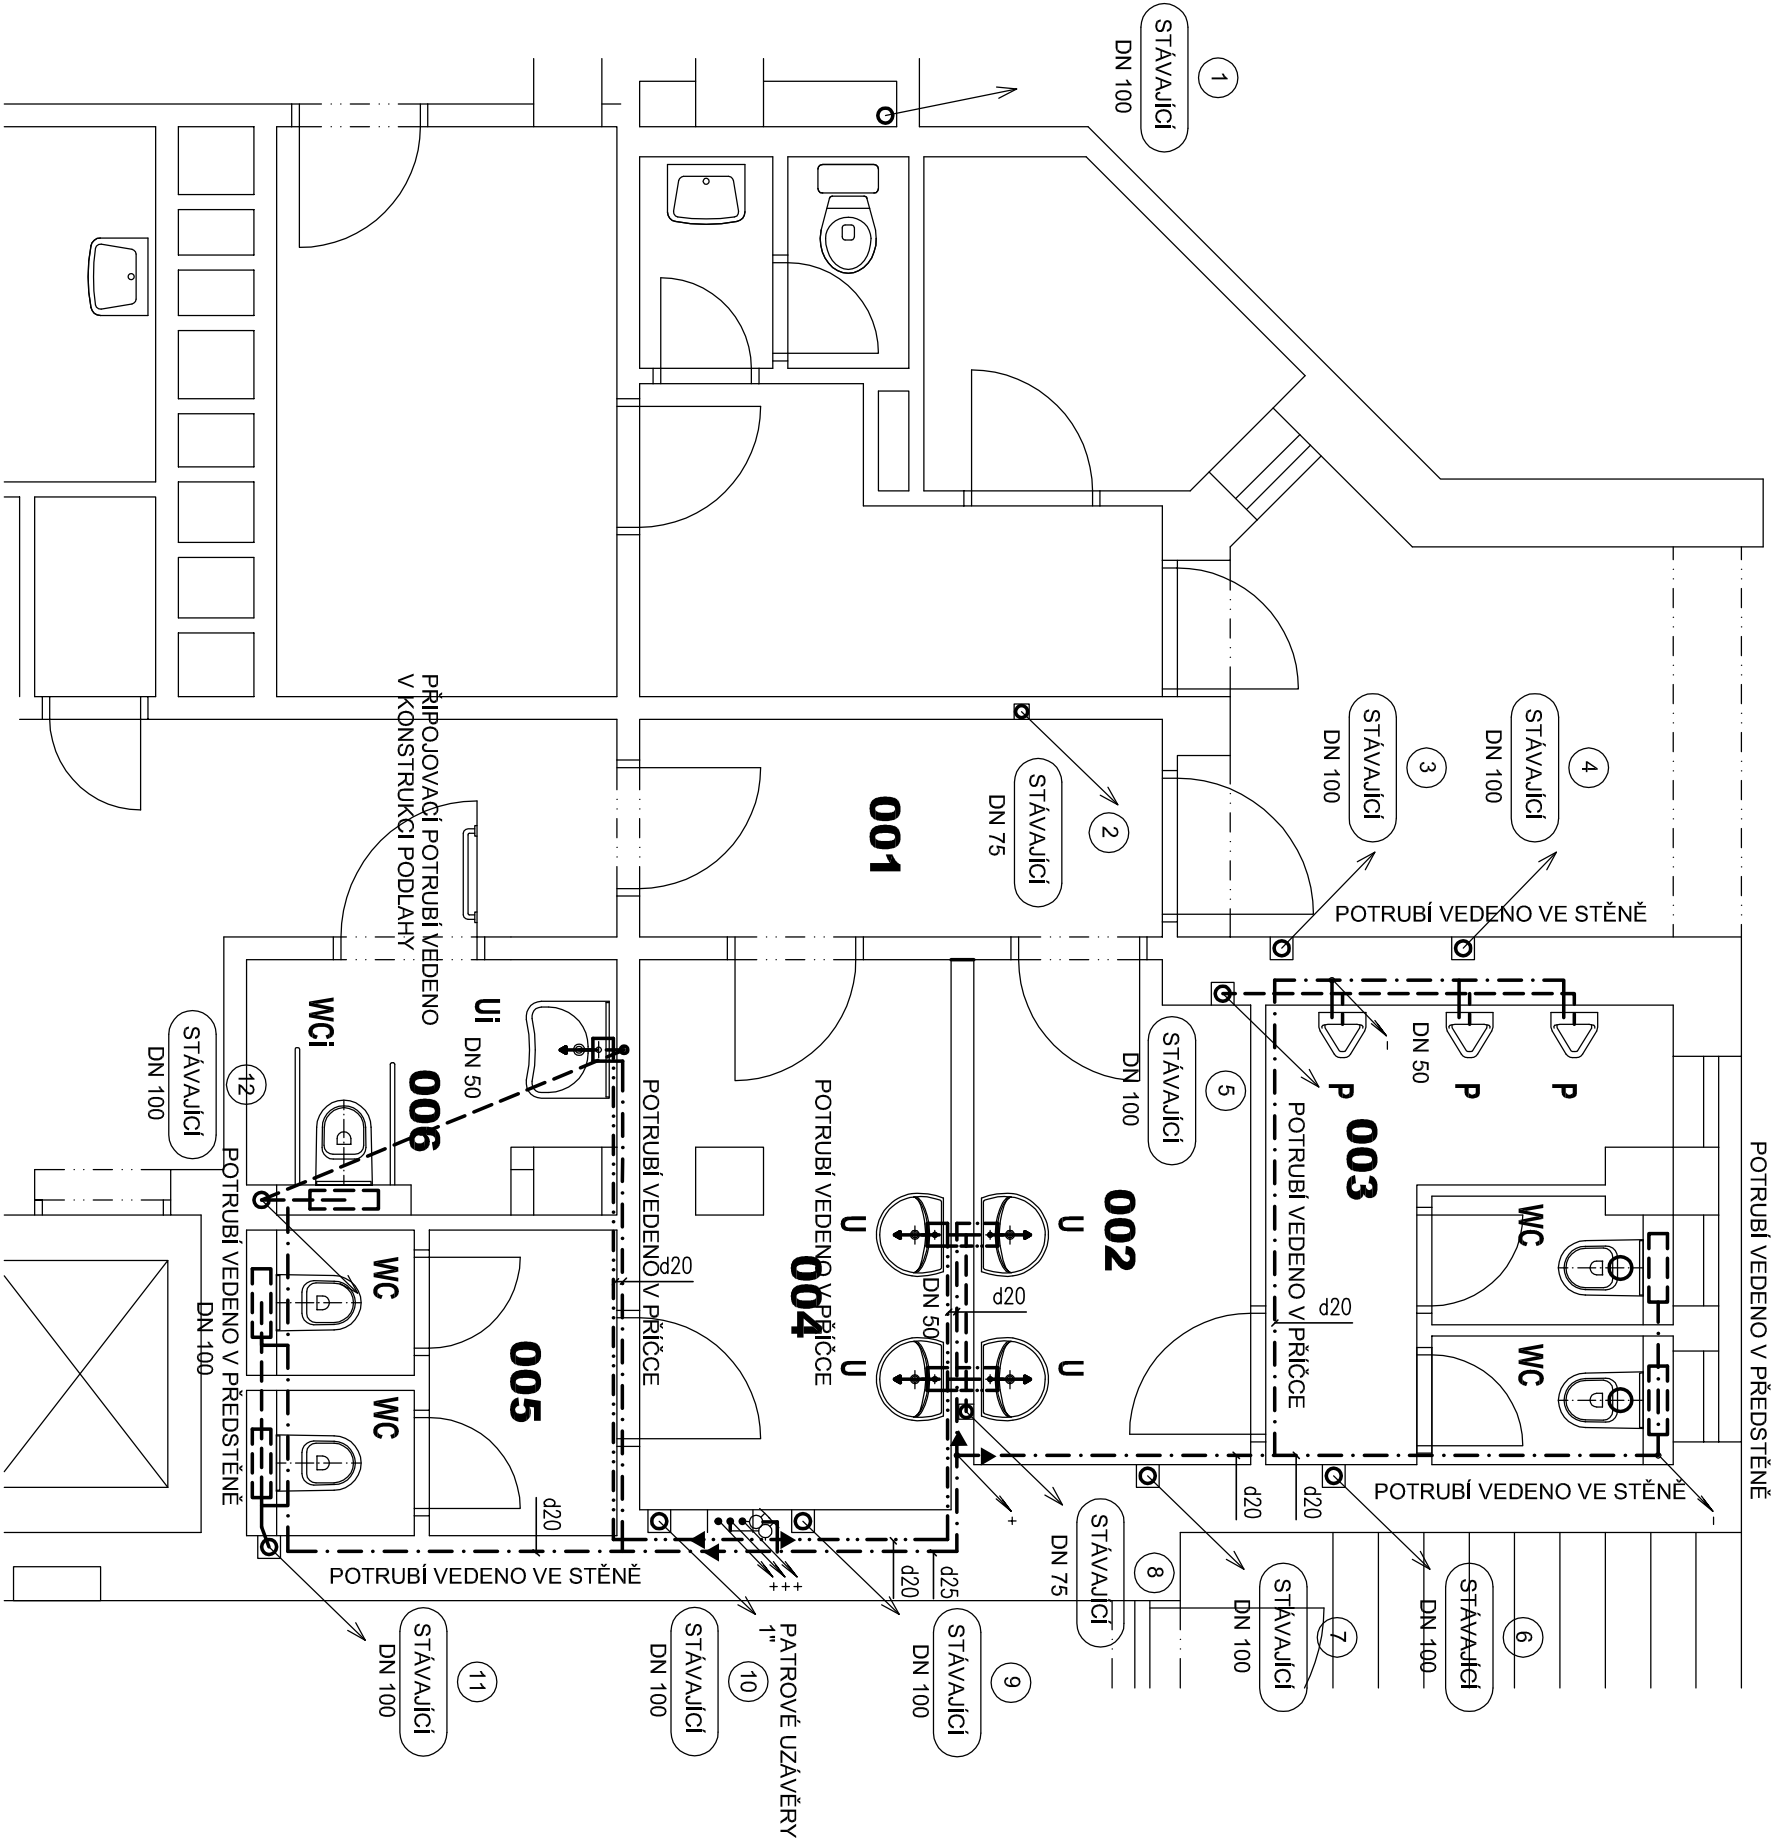 1
STÁVAJÍCÍ
DN 100
4
STÁVAJÍCÍ
DN 100
3
STÁVAJÍCÍ
DN 100
2
STÁVAJÍCÍ
DN 75
001
POTRUBÍ VEDENO VE STĚNĚ
PŘIPOJOVACÍ POTRUBÍ VEDENO
V KONSTRUKCI PODLAHY
POTRUBÍ VEDENO V PŘEDSTĚNĚ
P
P
P
DN 50
-
003
POTRUBÍ VEDENO V PŘÍČCE
d20
WC
WC
5
STÁVAJÍCÍ
DN 100
002
U
U
d20
DN 50
U
U
POTRUBÍ VEDENO V PŘÍČCE
004
POTRUBÍ VEDENO V PŘÍČCE
d20
Ui
DN 50
WCi
006
12
STÁVAJÍCÍ
DN 100
POTRUBÍ VEDENO V PŘEDSTĚNĚ
DN 100
WC
WC
005
d20
POTRUBÍ VEDENO VE STĚNĚ
-
d20
d20
+
POTRUBÍ VEDENO VE STĚNĚ
+++
d20
d25
6
STÁVAJÍCÍ
DN 100
7
STÁVAJÍCÍ
DN 100
8
STÁVAJÍCÍ
DN 75
9
STÁVAJÍCÍ
DN 100
PATROVÉ UZÁVĚRY
1"
10
STÁVAJÍCÍ
DN 100
11
STÁVAJÍCÍ
DN 100